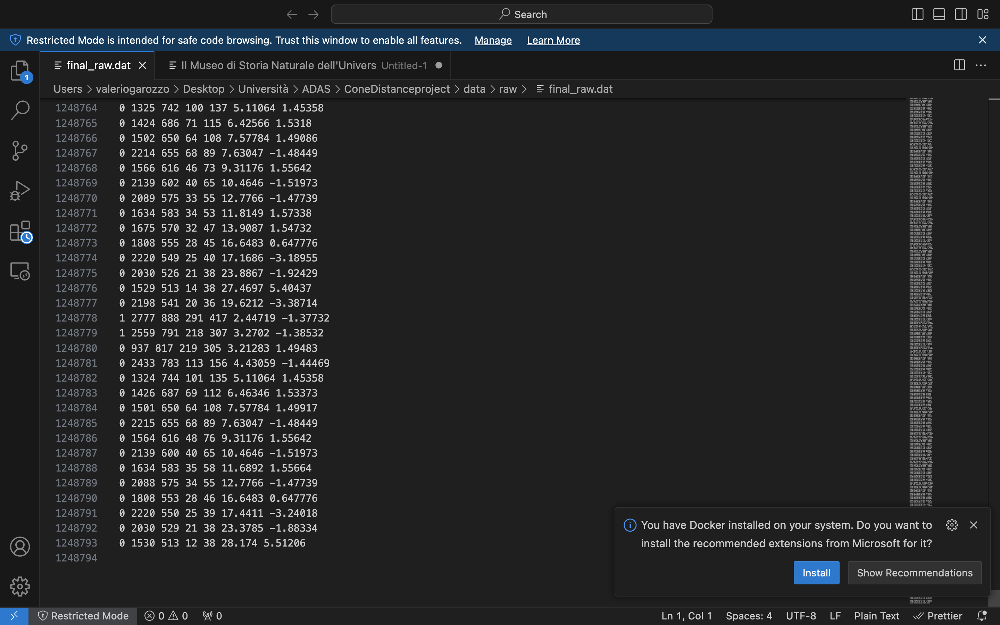 Search
Restricted Mode is intended for safe code browsing. Trust this window to enable all features. Manage Learn More
1
final_raw.dat Il Museo di Storia Naturale dell'Univers Untitled-1
Users > valeriogarozzo > Desktop > Università > ADAS > ConeDistanceproject > data > raw > final_raw.dat
1248764 0 1325 742 100 137 5.11064 1.45358
1248765 0 1424 686 71 115 6.42566 1.5318
1248766 0 1502 650 64 108 7.57784 1.49086
1248767 0 2214 655 68 89 7.63047 -1.48449
1248768 0 1566 616 46 73 9.31176 1.55642
1248769 0 2139 602 40 65 10.4646 -1.51973
1248770 0 2089 575 33 55 12.7766 -1.47739
1248771 0 1634 583 34 53 11.8149 1.57338
1248772 0 1675 570 32 47 13.9087 1.54732
1248773 0 1808 555 28 45 16.6483 0.647776
1248774 0 2220 549 25 40 17.1686 -3.18955
1248775 0 2030 526 21 38 23.8867 -1.92429
1248776 0 1529 513 14 38 27.4697 5.40437
1248777 0 2198 541 20 36 19.6212 -3.38714
1248778 1 2777 888 291 417 2.44719 -1.37732
1248779 1 2559 791 218 307 3.2702 -1.38532
1248780 0 937 817 219 305 3.21283 1.49483
1248781 0 2433 783 113 156 4.43059 -1.44469
1248782 0 1324 744 101 135 5.11064 1.45358
1248783 0 1426 687 69 112 6.46346 1.53373
1248784 0 1501 650 64 108 7.57784 1.49917
1248785 0 2215 655 68 89 7.63047 -1.48449
1248786 0 1564 616 48 76 9.31176 1.55642
1248787 0 2139 600 40 65 10.4646 -1.51973
1248788 0 1634 583 35 58 11.6892 1.55664
1248789 0 2088 575 34 55 12.7766 -1.47739
1248790 0 1808 553 28 46 16.6483 0.647776
1248791 0 2220 550 25 39 17.4411 -3.24018
1248792 0 2030 529 21 38 23.3785 -1.88334
1248793 0 1530 513 12 38 28.174 5.51206
1248794
You have Docker installed on your system. Do you want to
install the recommended extensions from Microsoft for it?
Install Show Recommendations
Restricted Mode 0 0 0 Ln 1, Col 1 Spaces: 4 UTF-8 LF Plain Text Prettier